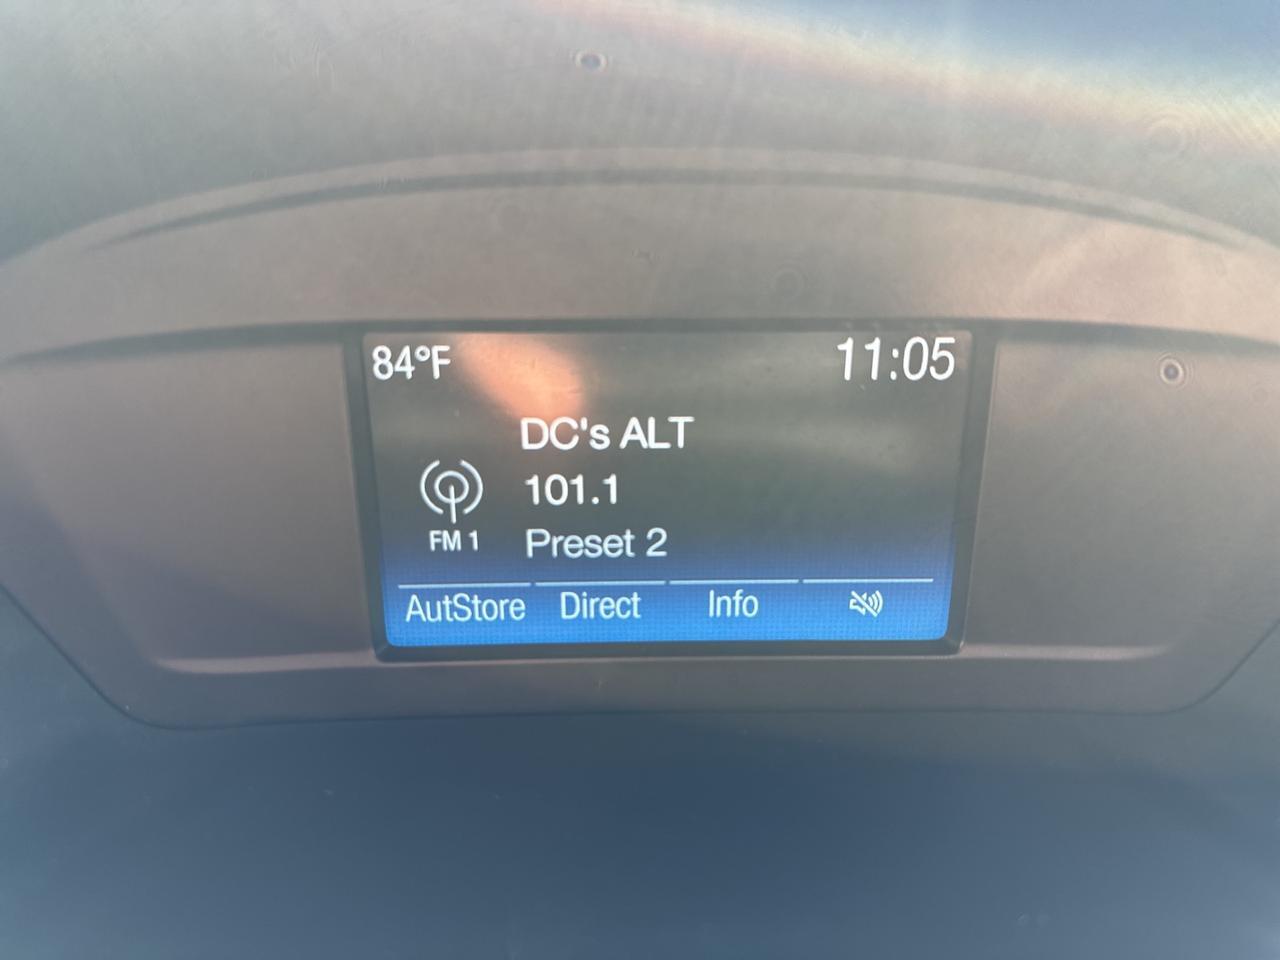 84°F
11:05
DC's ALT
101.1
FM 1
Preset 2
AutStore Direct Info